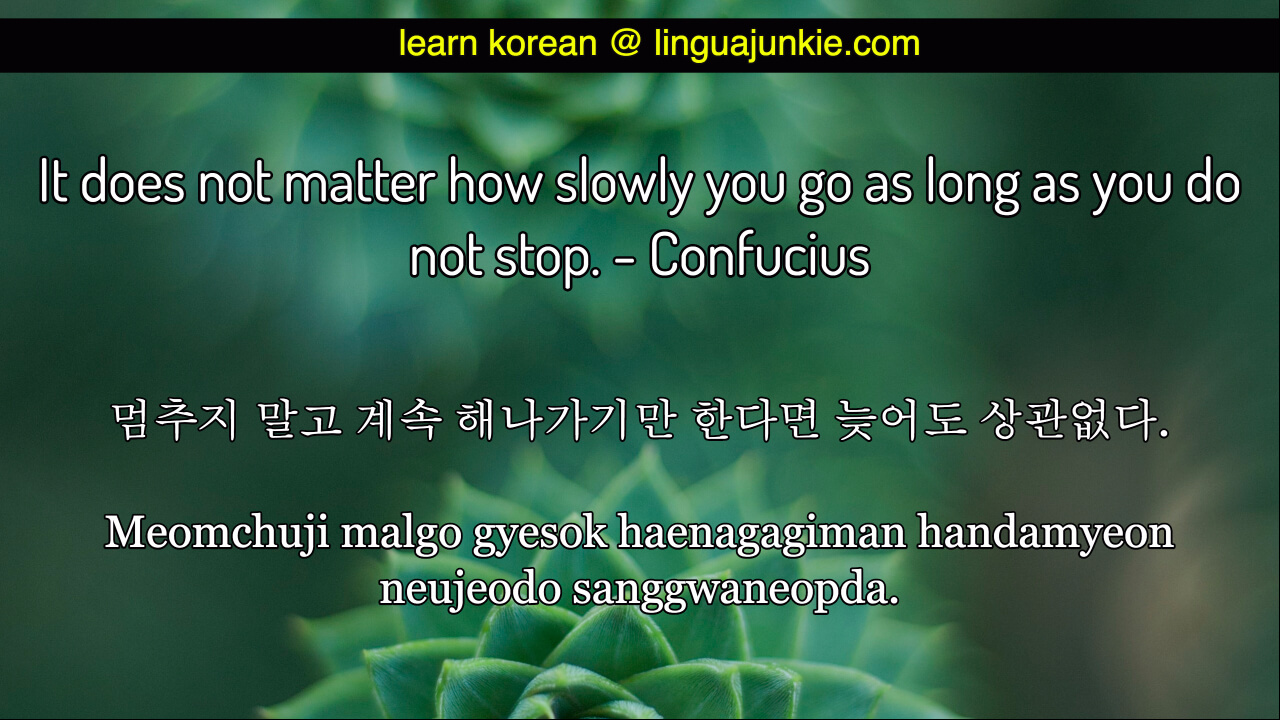 learn korean @ linguajunkie.com
It does not matter how slowly you go as long as you do
not stop. – Confucius
멈추지 말고 계속 해나가기만 한다면 늦어도 상관없다.
Meomchuji malgo gyesok haenagagiman handamyeon
neujeodo sanggwaneopda.